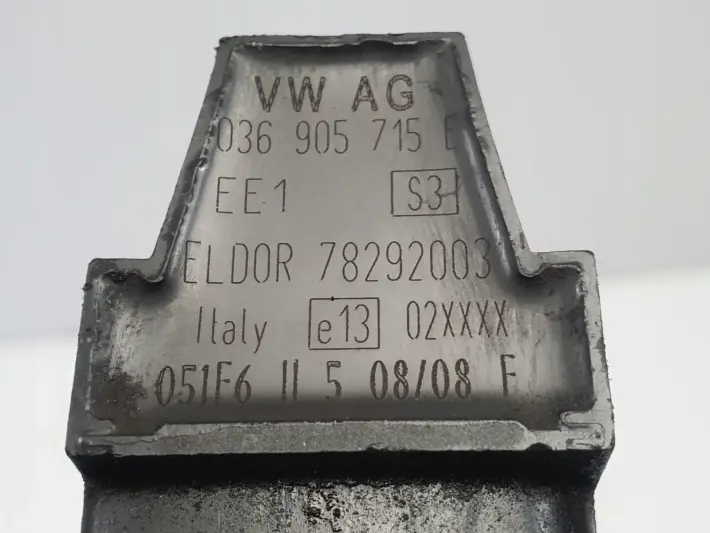 VW AG
036 905 715 E
EE1 S3
ELDOR 78292003
Italy e13 02XXXX
051F6 II 5 08/08 F